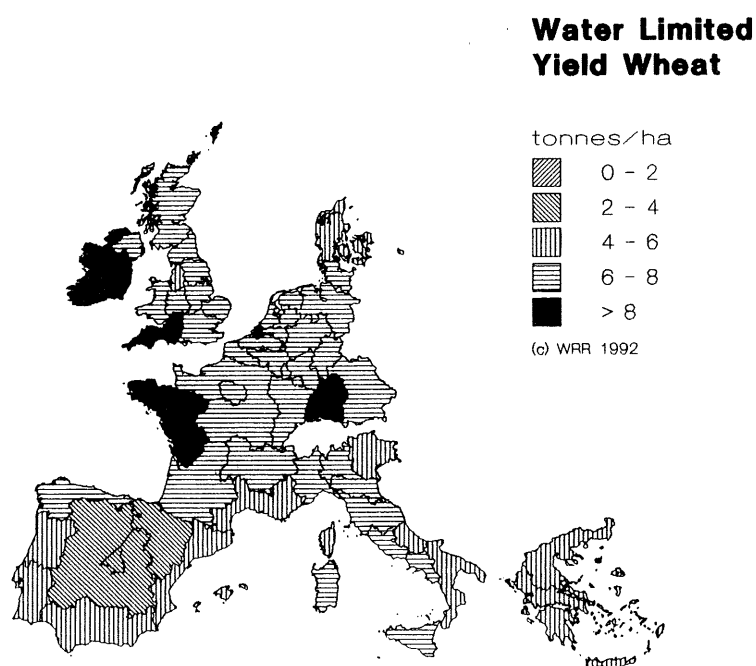 Water Limited
Yield Wheat
tonnes/ha
0 - 2
2 - 4
4 - 6
6 - 8
> 8
(c) WRR 1992